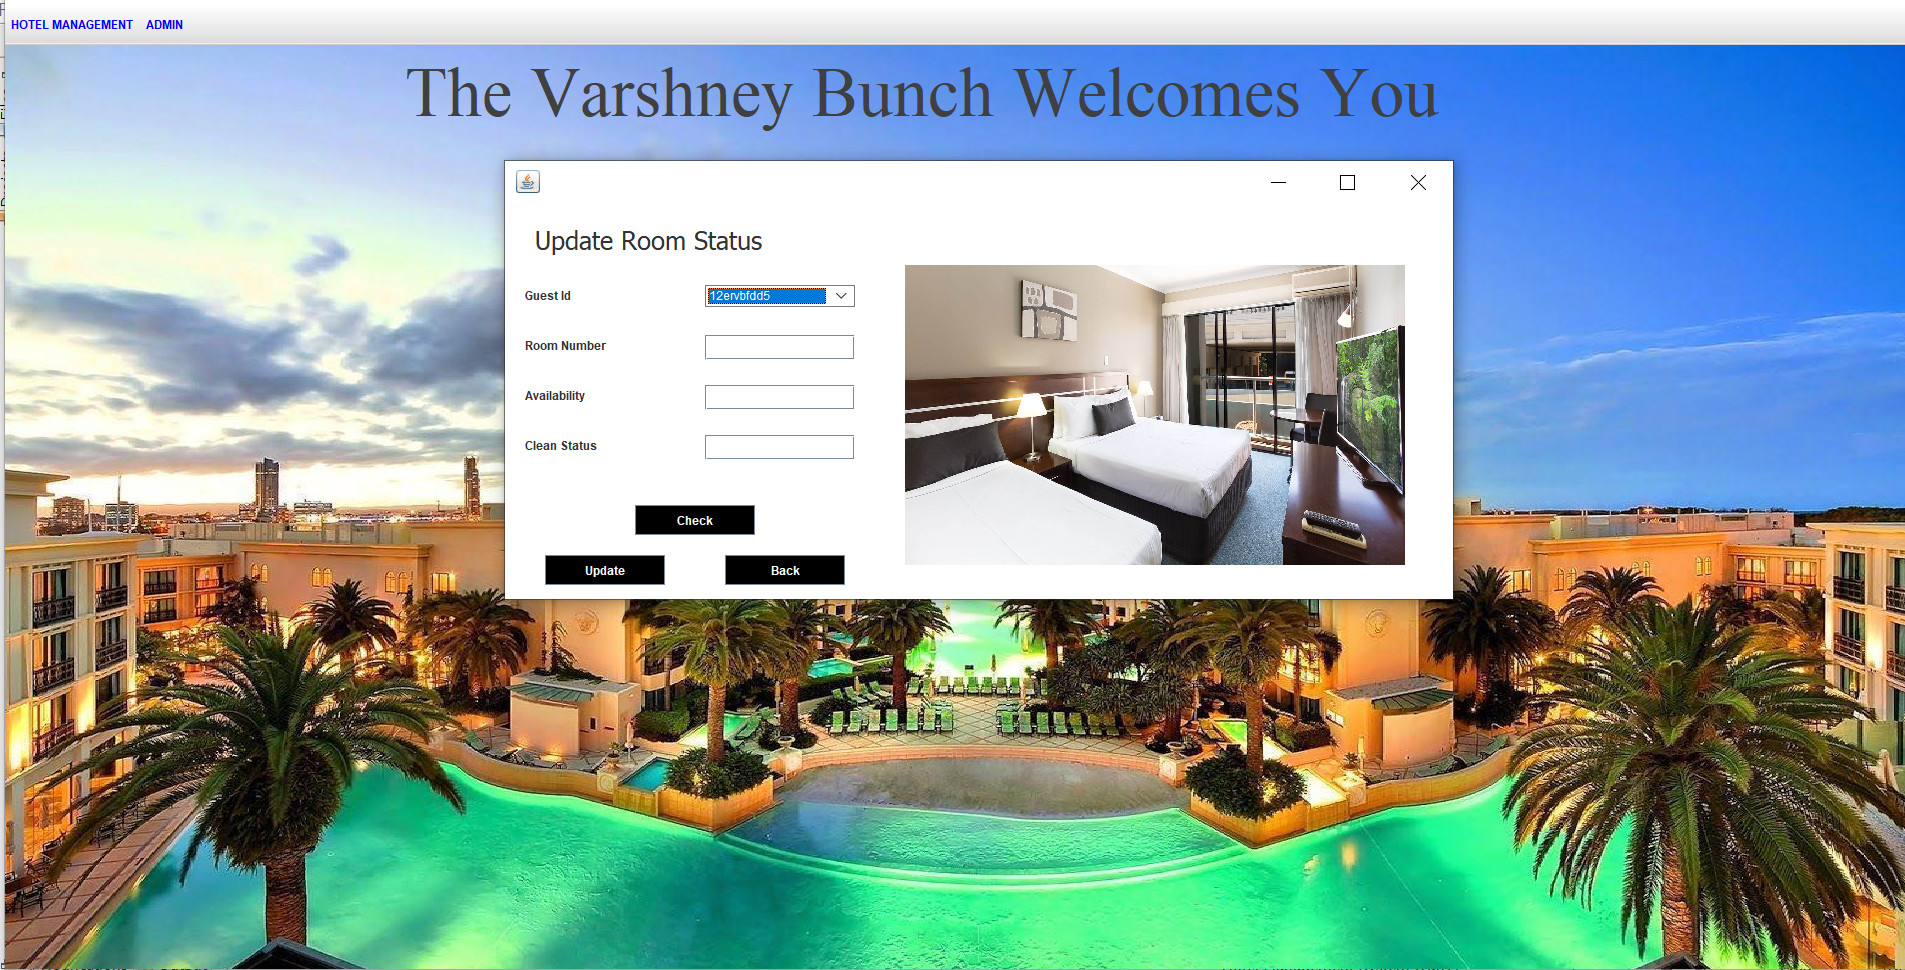 HOTEL MANAGEMENT ADMIN
The Varshney Bunch Welcomes You
Update Room Status
Guest Id 12ervbfdd5
Room Number
Availability
Clean Status
Check
Update Back